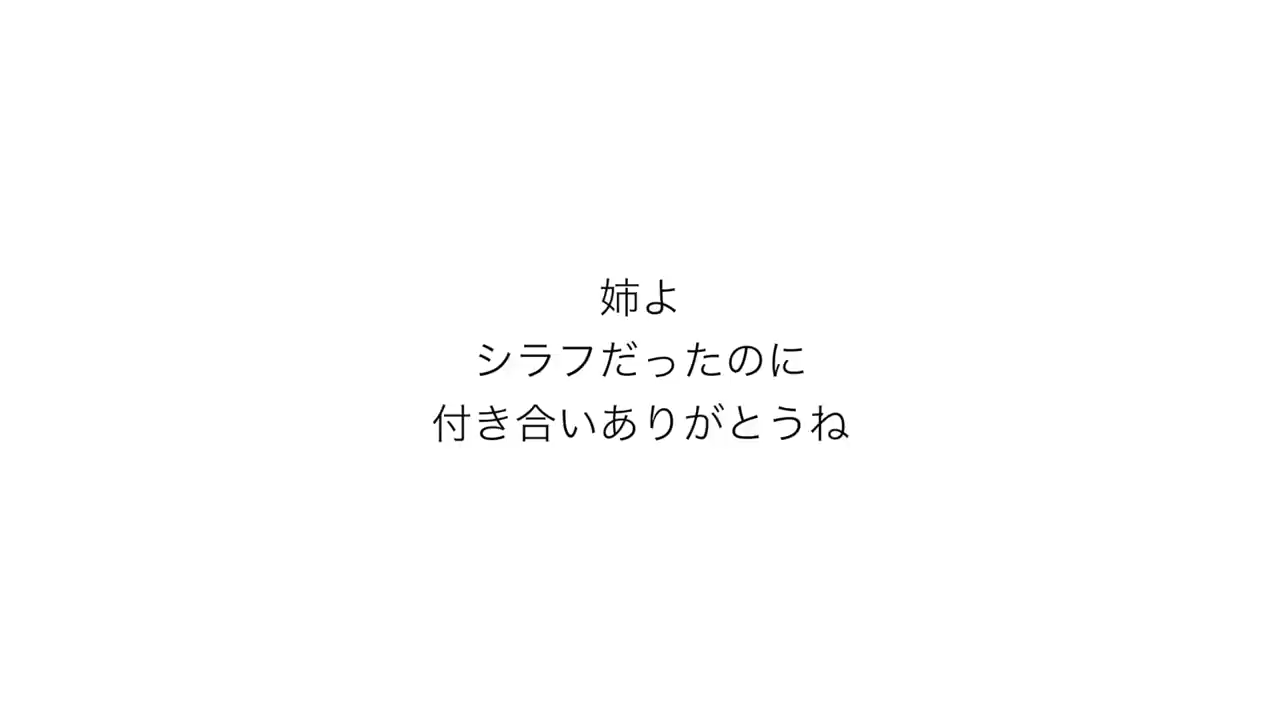 姉よ
シラフだったのに
付き合いありがとうね